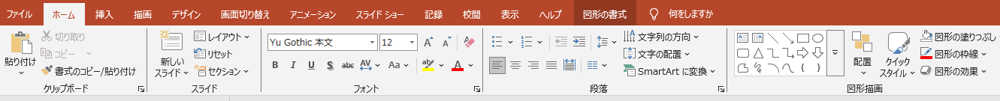 ファイル ホーム 挿入 描画 デザイン 画面切り替え アニメーション スライド ショー 記録 校閲 表示 ヘルプ 図形の書式 何をしますか
貼り付け
切り取り
コピー
書式のコピー/貼り付け
クリップボード
新しい
スライド
レイアウト
リセット
セクション
スライド
Yu Gothic 本文 12 A A A
B I U S abc AV Aa A
フォント
文字列の方向
文字の配置
SmartArt に変換
段落
配置
クイック
スタイル
図形の塗りつぶし
図形の枠線
図形の効果
図形描画